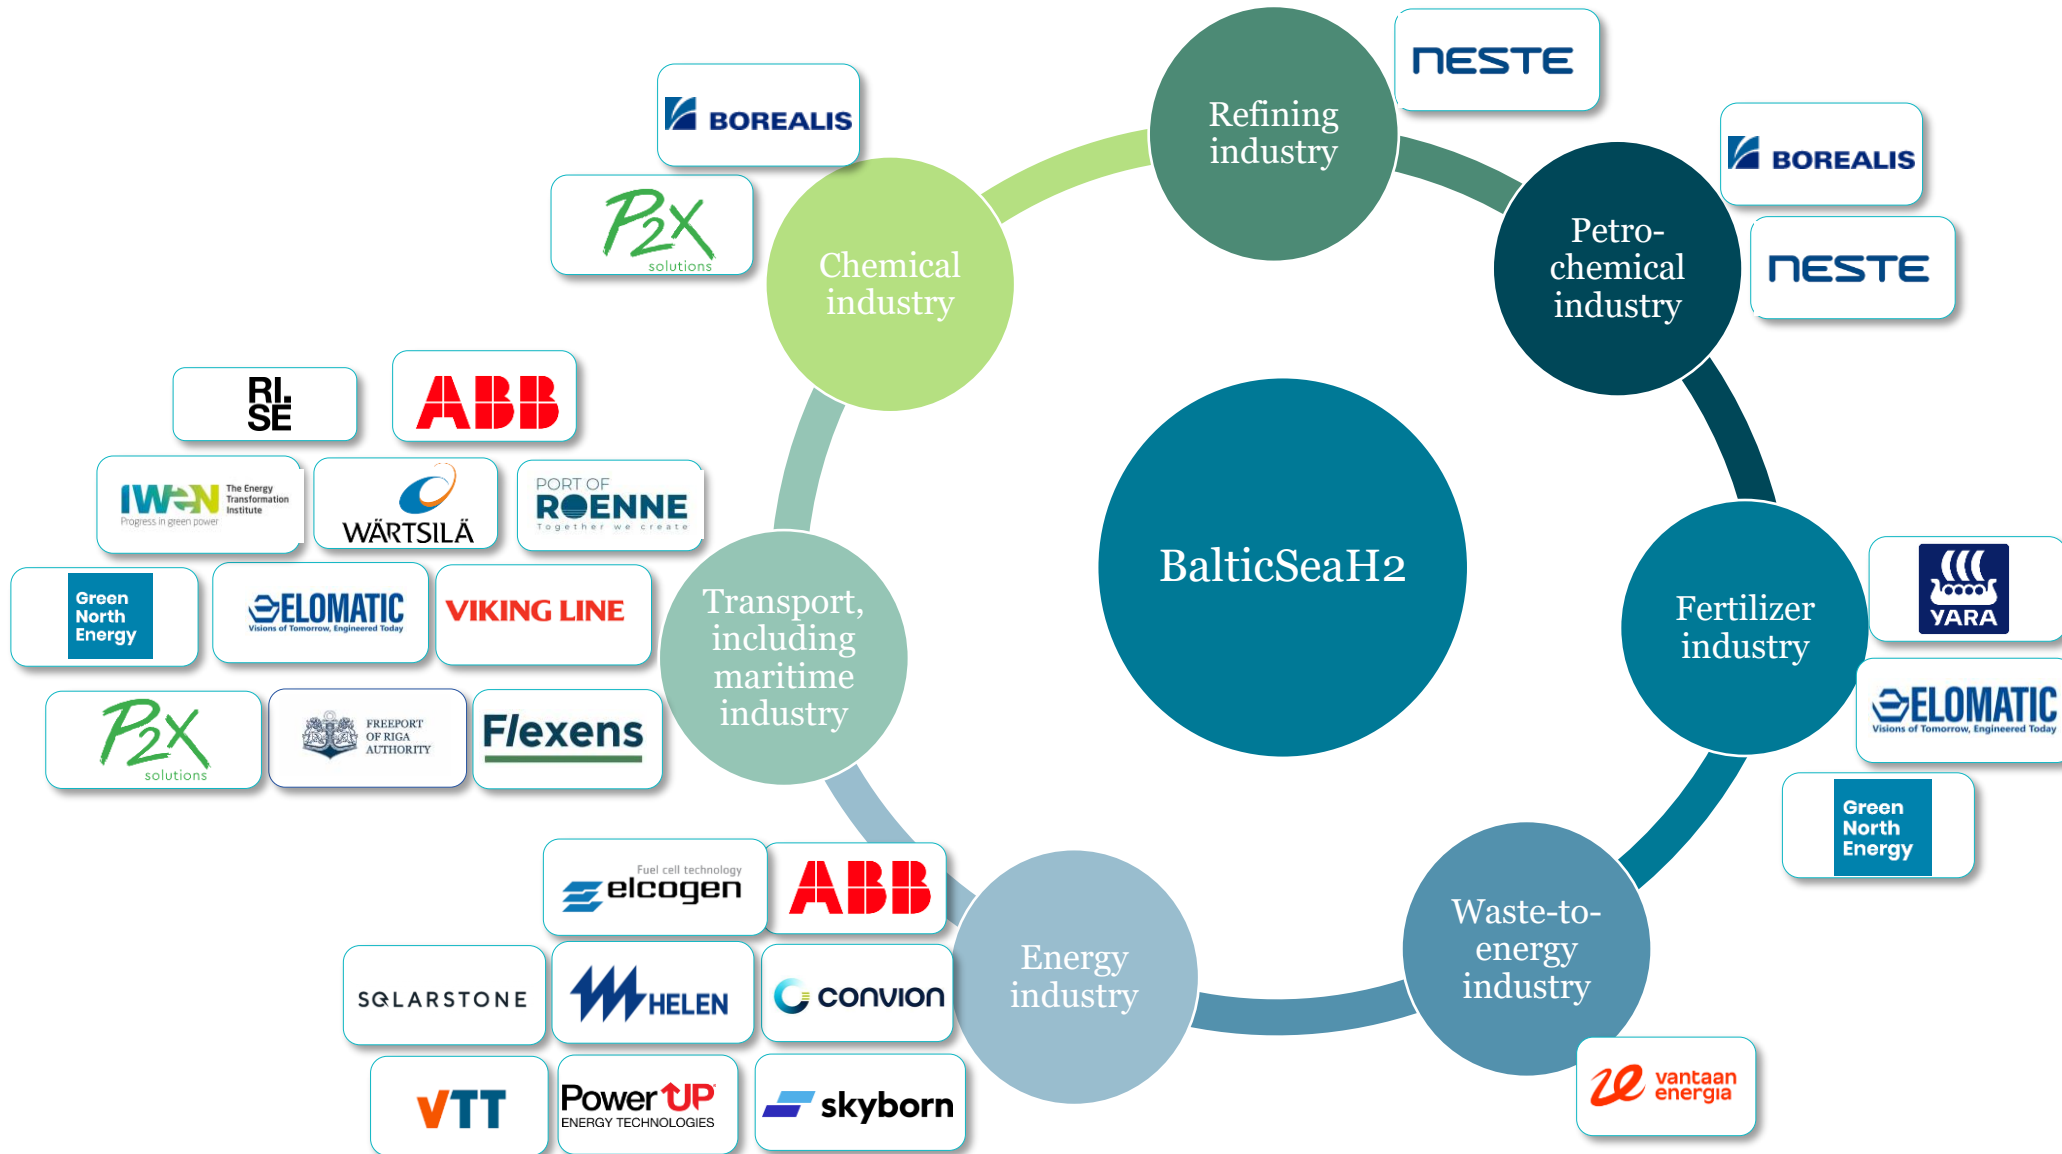 Refining
industry
NESTE
BOREALIS
P2X
solutions
Chemical
industry
Petro-
chemical
industry
BOREALIS
NESTE
RI.
SE
ABB
IWEN The Energy
Transformation
Institute
Progress in green power
WÄRTSILÄ
PORT OF
ROENNE
Together we create
Green
North
Energy
ELOMATIC
Visions of Tomorrow, Engineered Today
VIKING LINE
P2X
solutions
FREEPORT
OF RIGA
AUTHORITY
Flexens
Transport,
including
maritime
industry
BalticSeaH2
Fertilizer
industry
YARA
ELOMATIC
Visions of Tomorrow, Engineered Today
Green
North
Energy
Fuel cell technology
elcogen
ABB
SOLARSTONE
HELEN
convion
VTT
Power UP
ENERGY TECHNOLOGIES
skyborn
Energy
industry
Waste-to-
energy
industry
vantaan
energia